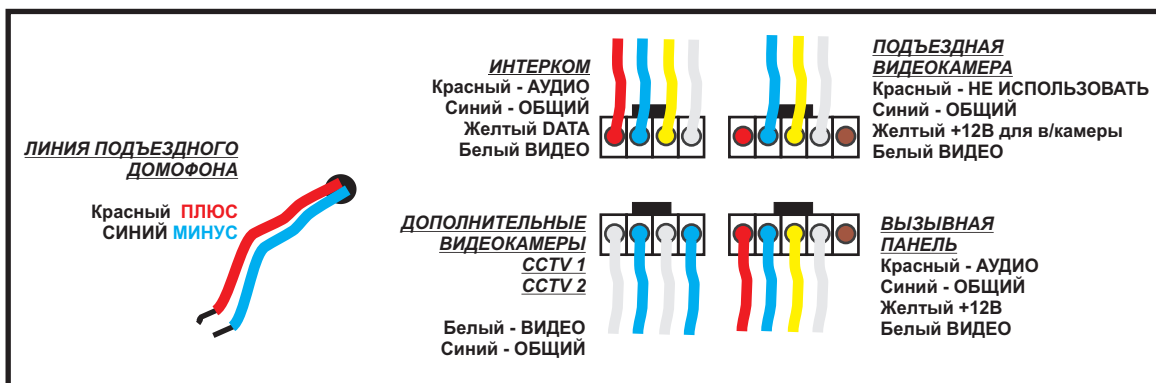 ЛИНИЯ ПОДЪЕЗДНОГО
ДОМОФОНА
Красный ПЛЮС
СИНИЙ МИНУС
ИНТЕРКОМ
Красный - АУДИО
Синий - ОБЩИЙ
Желтый DATA
Белый ВИДЕО
ПОДЪЕЗДНАЯ
ВИДЕОКАМЕРА
Красный - НЕ ИСПОЛЬЗОВАТЬ
Синий - ОБЩИЙ
Желтый +12В для в/камеры
Белый ВИДЕО
ДОПОЛНИТЕЛЬНЫЕ
ВИДЕОКАМЕРЫ
CCTV 1
CCTV 2
Белый - ВИДЕО
Синий - ОБЩИЙ
ВЫЗЫВНАЯ
ПАНЕЛЬ
Красный - АУДИО
Синий - ОБЩИЙ
Желтый +12В
Белый ВИДЕО